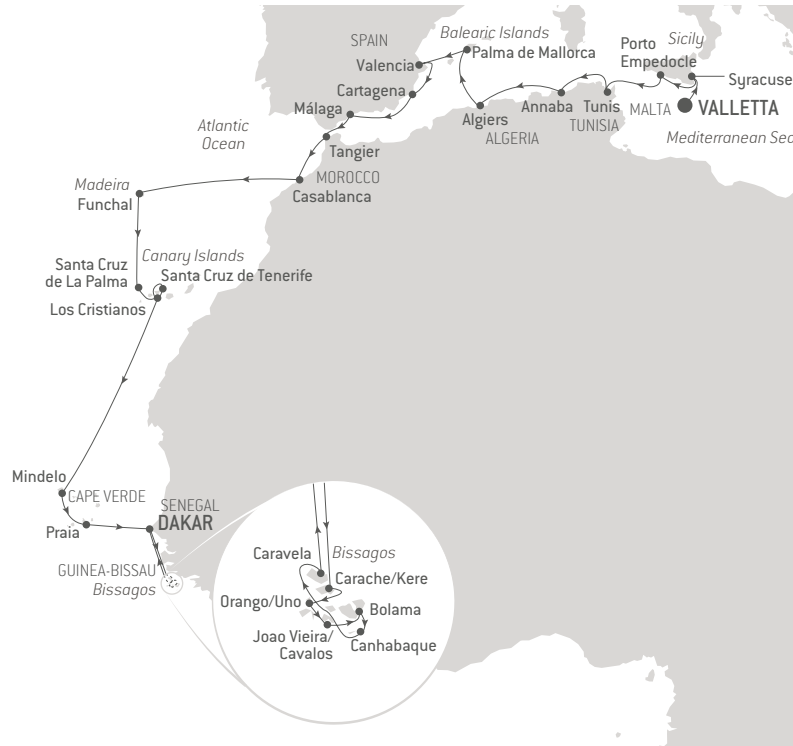 SPAIN
Balearic Islands
Palma de Mallorca
Valencia
Cartagena
Málaga
Porto
Empedocle
Sicily
Syracuse
VALLETTA
MALTA
Mediterranean Sea
Algiers
ALGERIA
Annaba
Tunis
TUNISIA
Atlantic
Ocean
Tangier
MOROCCO
Casablanca
Madeira
Funchal
Canary Islands
Santa Cruz
de La Palma
Santa Cruz de Tenerife
Los Cristianos
Mindelo
CAPE VERDE
Praia
SENEGAL
DAKAR
GUINEA-BISSAU
Bissagos
Caravela
Bissagos
Carache/Kere
Orango/Uno
Bolama
Joao Vieira/
Cavalos
Canhabaque